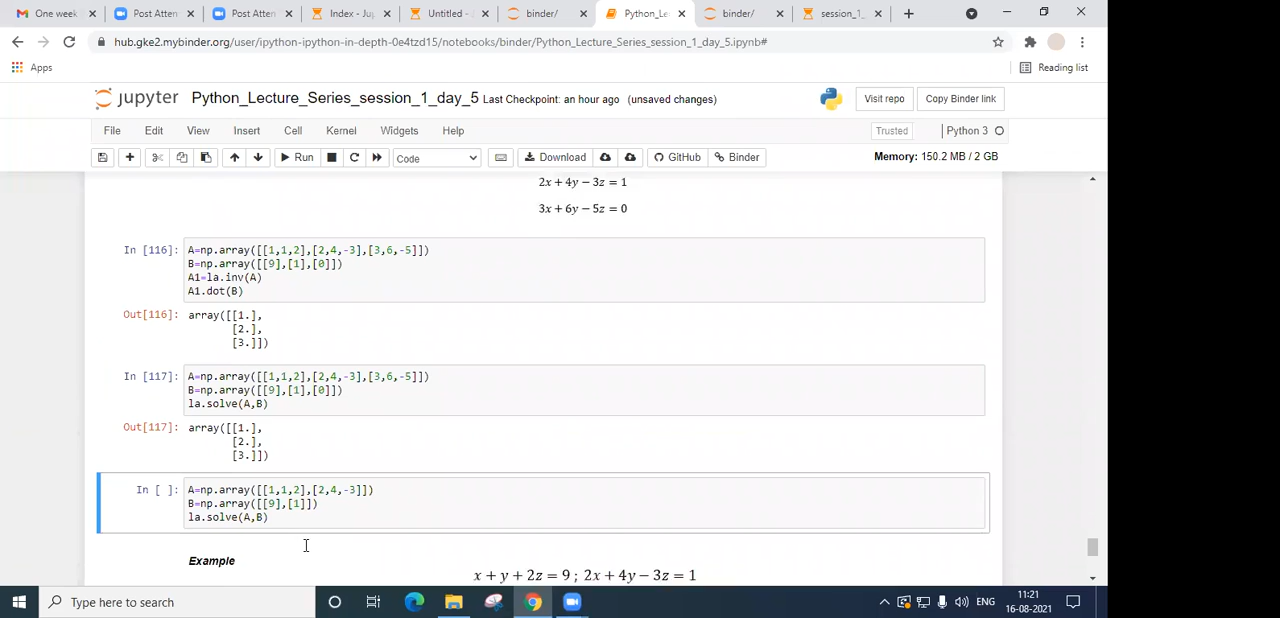 One week
Post Atten
Post Atten
Index - Ju
Untitled -
binder/
Python_Le
binder/
session_1_
hub.gke2.mybinder.org/user/ipython-ipython-in-depth-0e4tzd15/notebooks/binder/Python_Lecture_Series_session_1_day_5.ipynb#
Apps
Reading list
jupyter Python_Lecture_Series_session_1_day_5 Last Checkpoint: an hour ago (unsaved changes)
Visit repo
Copy Binder link
File Edit View Insert Cell Kernel Widgets Help
Trusted
Python 3
Run
Code
Download
GitHub
Binder
Memory: 150.2 MB / 2 GB
2x + 4y − 3z = 1
3x + 6y − 5z = 0
In [116]: A=np.array([[1,1,2],[2,4,-3],[3,6,-5]])
B=np.array([[9],[1],[0]])
A1=la.inv(A)
A1.dot(B)
Out[116]: array([[1.],
[2.],
[3.]])
In [117]: A=np.array([[1,1,2],[2,4,-3],[3,6,-5]])
B=np.array([[9],[1],[0]])
la.solve(A,B)
Out[117]: array([[1.],
[2.],
[3.]])
In [ ]: A=np.array([[1,1,2],[2,4,-3]])
B=np.array([[9],[1]])
la.solve(A,B)
Example
x + y + 2z = 9 ; 2x + 4y − 3z = 1
Type here to search
ENG
11:21
16-08-2021